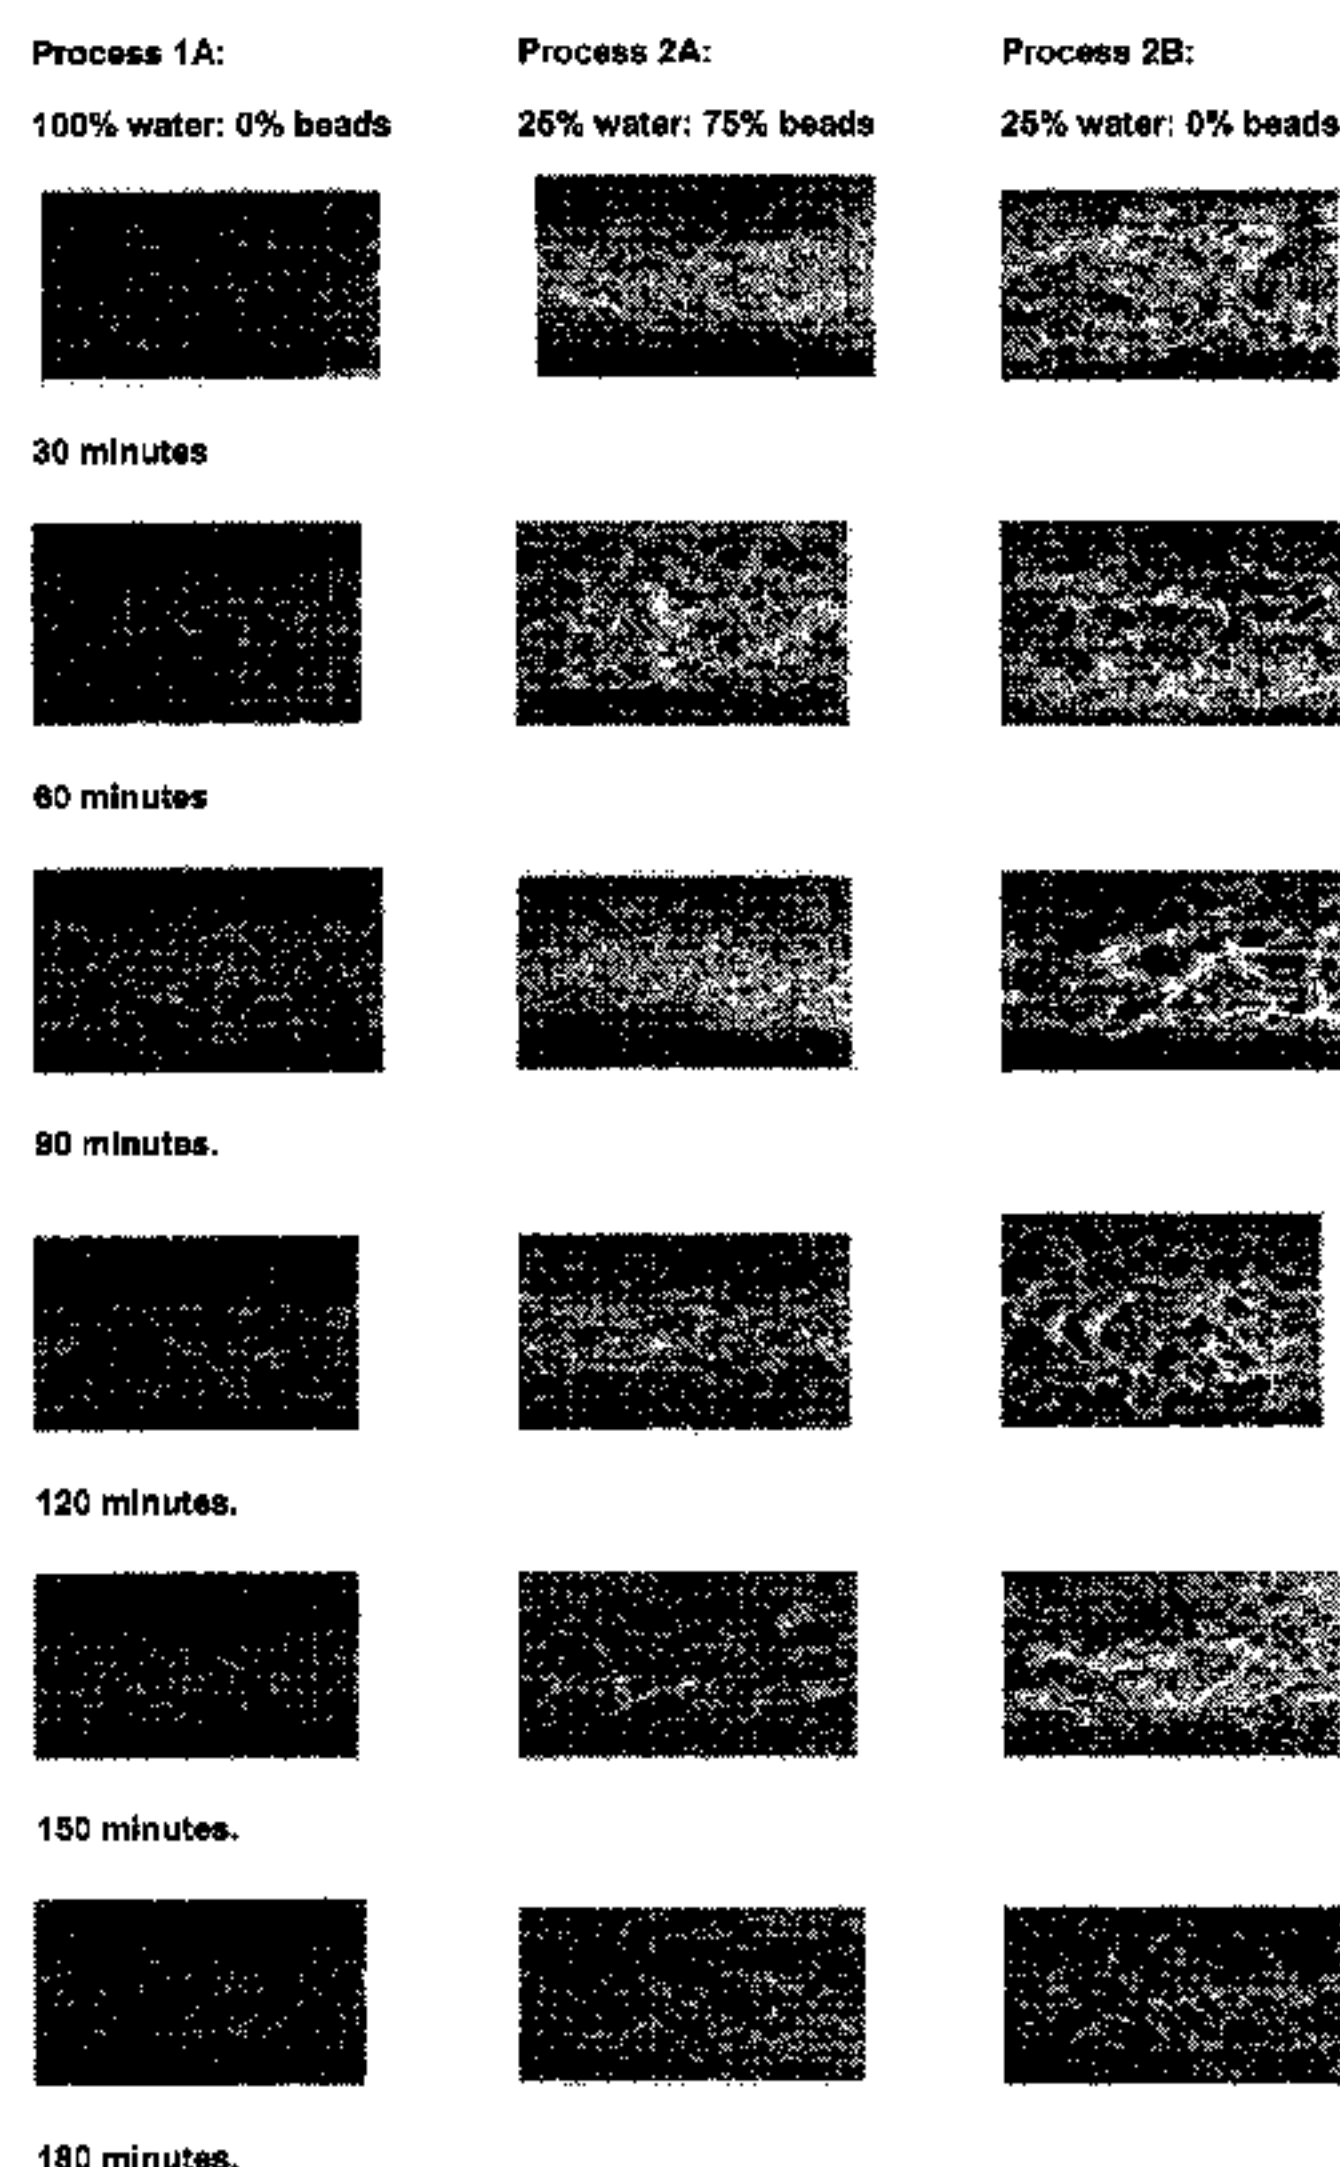 Process 1A: Process 2A: Process 2B:
100% water: 0% beads 25% water: 75% beads 25% water: 0% beads
30 minutes
60 minutes
90 minutes.
120 minutes.
150 minutes.
180 minutes.